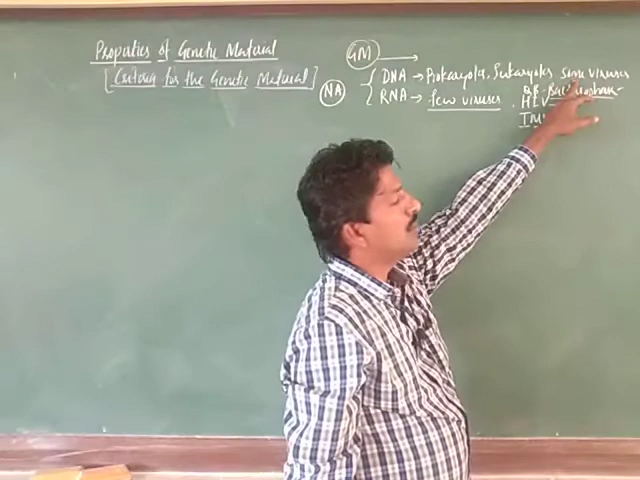 Properties of Genetic Material
[Criteria for the Genetic Material]
GM →
NA
DNA → Prokaryotes, Eukaryotes some viruses
RNA → few viruses.
HIV